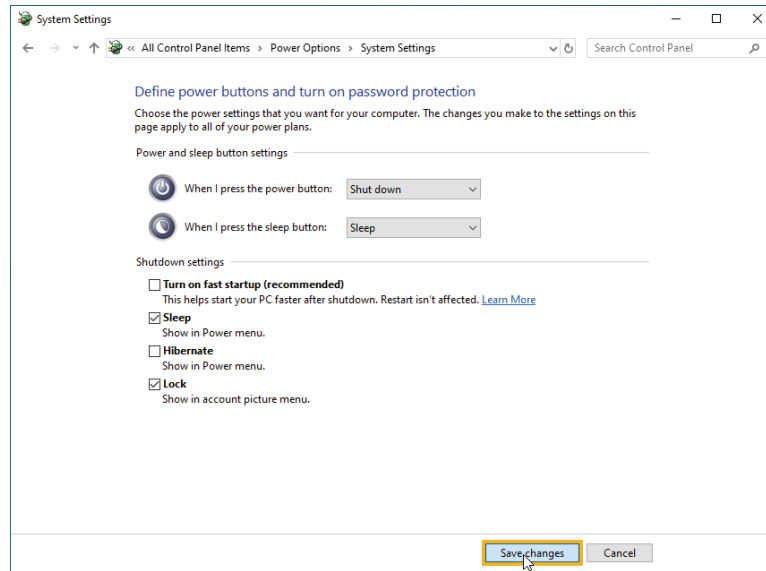 System Settings
« All Control Panel Items > Power Options > System Settings
Search Control Panel
Define power buttons and turn on password protection
Choose the power settings that you want for your computer. The changes you make to the settings on this
page apply to all of your power plans.
Power and sleep button settings
When I press the power button: Shut down
When I press the sleep button: Sleep
Shutdown settings
Turn on fast startup (recommended)
This helps start your PC faster after shutdown. Restart isn't affected. Learn More
Sleep
Show in Power menu.
Hibernate
Show in Power menu.
Lock
Show in account picture menu.
Save changes Cancel